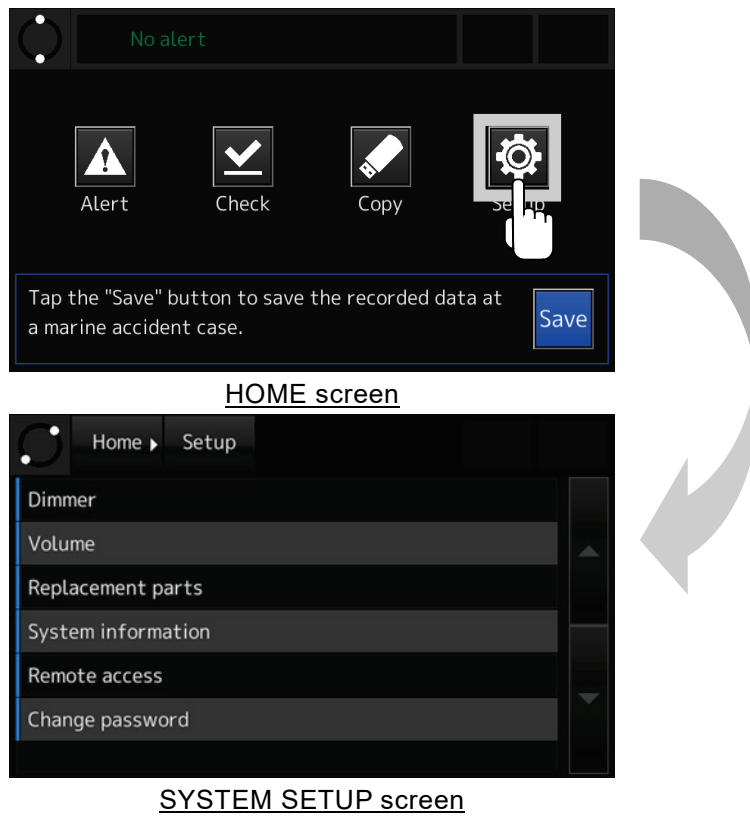 No alert
Alert Check Copy Setup
Tap the "Save" button to save the recorded data at
a marine accident case.
Save
HOME screen
Home Setup
Dimmer
Volume
Replacement parts
System information
Remote access
Change password
SYSTEM SETUP screen